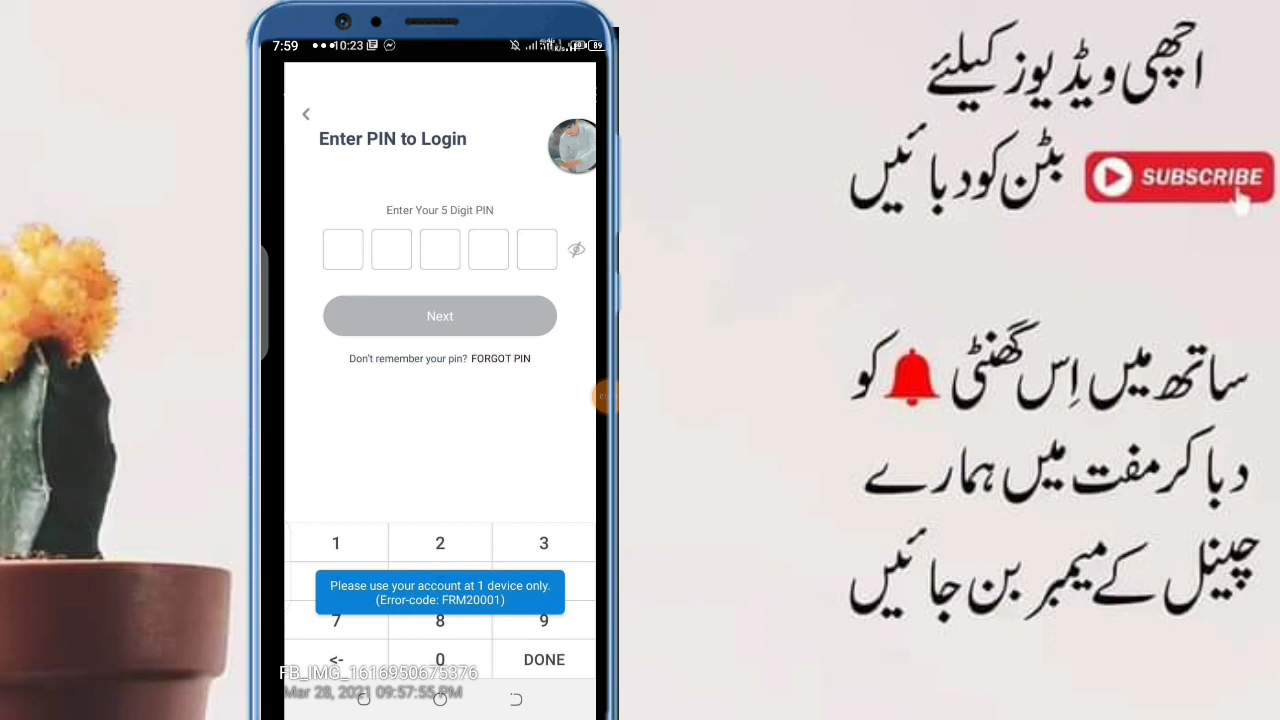 7:59
10:23
89
Enter PIN to Login
Enter Your 5 Digit PIN
Next
Don't remember your pin? FORGOT PIN
1 2 3
Please use your account at 1 device only.
(Error-code: FRM20001)
7 8 9
<- 0 DONE
FB_IMG_1616950675376
Mar 28, 2021 09:57:55 PM
اچھی ویڈیوز کیلئے
بٹن کو دبائیں
SUBSCRIBE
ساتھ میں اِس گھنٹی کو
دبا کر مفت میں ہمارے
چینل کے میمبر بن جائیں